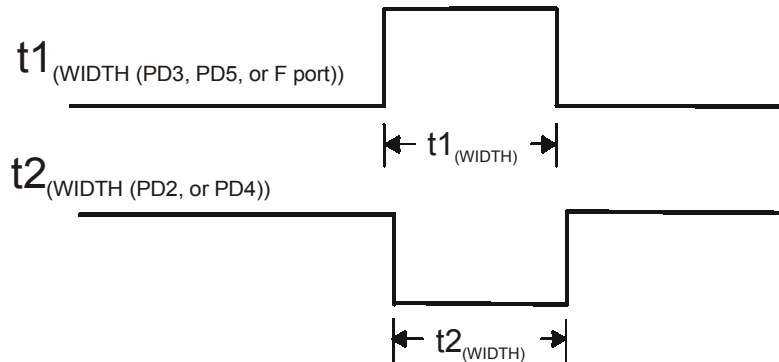 t1(WIDTH (PD3, PD5, or F port))
t1(WIDTH)
t2(WIDTH (PD2, or PD4))
t2(WIDTH)